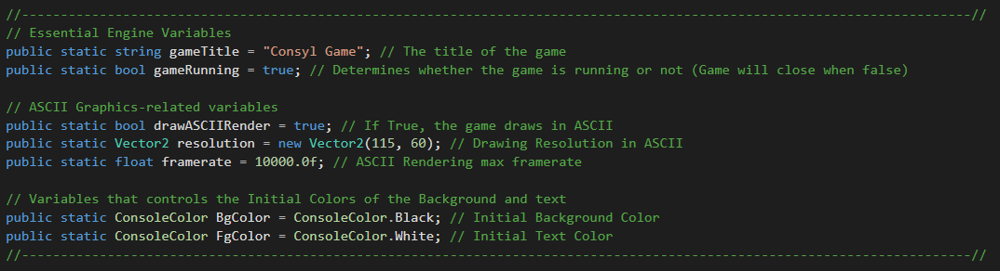 //--------------------------------------------------------------------------------------------------------------------------//
// Essential Engine Variables
public static string gameTitle = "Consyl Game"; // The title of the game
public static bool gameRunning = true; // Determines whether the game is running or not (Game will close when false)
// ASCII Graphics-related variables
public static bool drawASCIIRender = true; // If True, the game draws in ASCII
public static Vector2 resolution = new Vector2(115, 60); // Drawing Resolution in ASCII
public static float framerate = 10000.0f; // ASCII Rendering max framerate
// Variables that controls the Initial Colors of the Background and text
public static ConsoleColor BgColor = ConsoleColor.Black; // Initial Background Color
public static ConsoleColor FgColor = ConsoleColor.White; // Initial Text Color
//--------------------------------------------------------------------------------------------------------------------------//